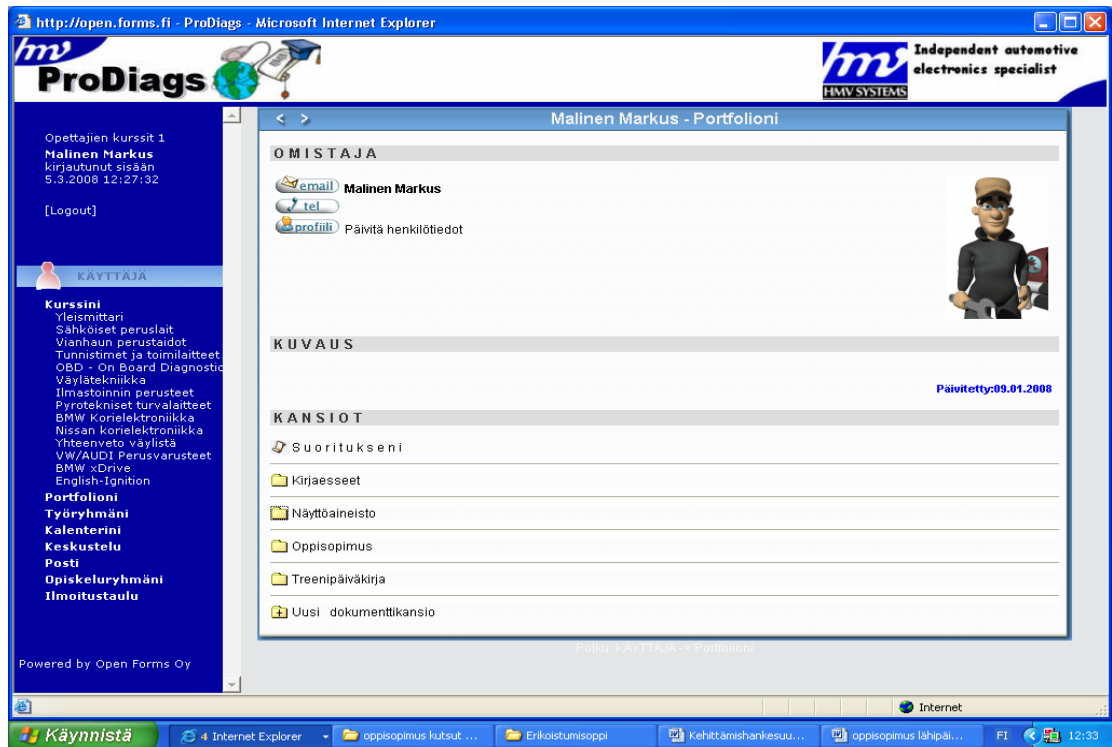 http://open.forms.fi - ProDiags - Microsoft Internet Explorer
hmv
ProDiags
hmv
HMV SYSTEMS
Independent automotive
electronics specialist
Opettajien kurssit 1
Malinen Markus
kirjautunut sisään
5.3.2008 12:27:32
[Logout]
KÄYTTÄJÄ
Kurssini
Yleismittari
Sähköiset peruslait
Vianhaun perustaidot
Tunnistimet ja toimilaitteet
OBD - On Board Diagnostic
Väylätekniikka
Ilmastoinnin perusteet
Pyrotekniset turvalaitteet
BMW Korielektroniikka
Nissan korielektroniikka
Yhteenveto väylistä
VW/AUDI Perusvarusteet
BMW xDrive
English-Ignition
Portfolioni
Työryhmäni
Kalenterini
Keskustelu
Posti
Opiskeluryhmäni
Ilmoitustaulu
Powered by Open Forms Oy
< > Malinen Markus - Portfolioni
OMISTAJA
email Malinen Markus
tel
profiili Päivitä henkilötiedot
KUVAUS
Päivitetty:09.01.2008
KANSIOT
Suoritukseni
Kirjaesseet
Näyttöaineisto
Oppisopimus
Treenipäiväkirja
Uusi dokumenttikansio
Polku: KÄYTTÄJÄ -> Portfolioni
Internet
Käynnistä 4 Internet Explorer oppisopimus kutsut ... Erikoistumisoppi Kehittämishankesuu... oppisopimus lähipäi... FI 12:33